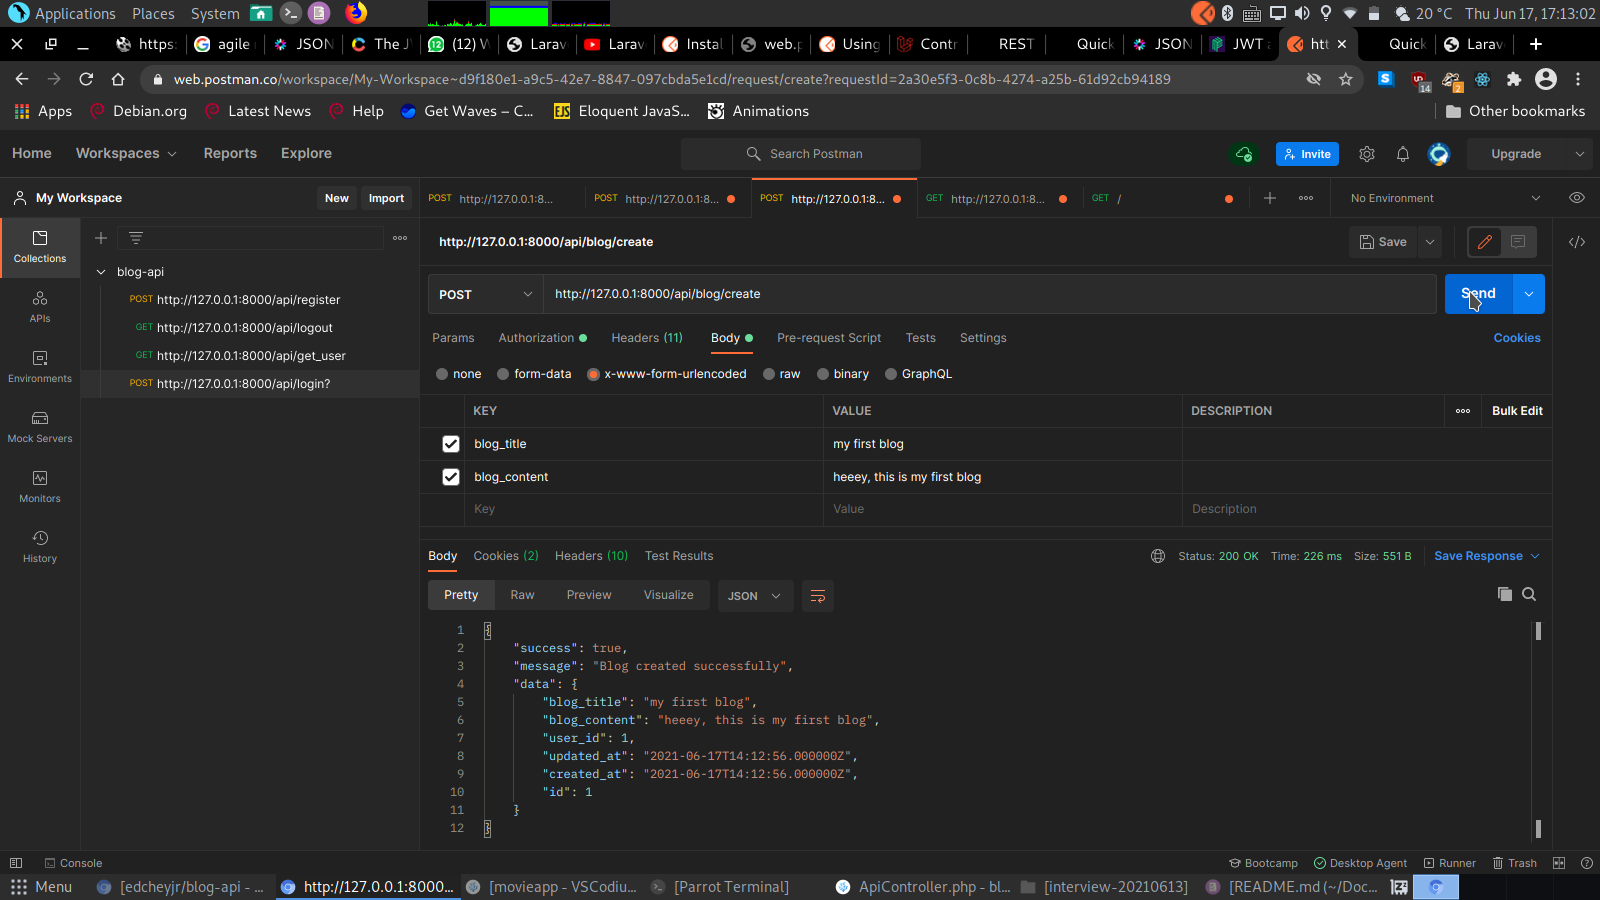 Applications Places System 20 °C Thu Jun 17, 17:13:02
https: agile JSON The J (12) W Larav Larav Instal web.p Using Contr REST Quick JSON JWT a htt Quick Larav
web.postman.co/workspace/My-Workspace~d9f180e1-a9c5-42e7-8847-097cbda5e1cd/request/create?requestId=2a30e5f3-0c8b-4274-a25b-61d92cb94189 14 2
Apps Debian.org Latest News Help Get Waves – C... Eloquent JavaS... Animations Other bookmarks
Home Workspaces Reports Explore Search Postman Invite Upgrade
My Workspace New Import POST http://127.0.0.1:8... POST http://127.0.0.1:8... POST http://127.0.0.1:8... GET http://127.0.0.1:8... GET / No Environment
http://127.0.0.1:8000/api/blog/create Save
Collections
blog-api
POST http://127.0.0.1:8000/api/register
GET http://127.0.0.1:8000/api/logout
GET http://127.0.0.1:8000/api/get_user
POST http://127.0.0.1:8000/api/login?
APIs
Environments
Mock Servers
Monitors
History
POST http://127.0.0.1:8000/api/blog/create Send
Params Authorization Headers (11) Body Pre-request Script Tests Settings Cookies
none form-data x-www-form-urlencoded raw binary GraphQL
KEY VALUE DESCRIPTION Bulk Edit
blog_title my first blog
blog_content heeey, this is my first blog
Key Value Description
Body Cookies (2) Headers (10) Test Results Status: 200 OK Time: 226 ms Size: 551 B Save Response
Pretty Raw Preview Visualize JSON
1 {
2 "success": true,
3 "message": "Blog created successfully",
4 "data": {
5 "blog_title": "my first blog",
6 "blog_content": "heeey, this is my first blog",
7 "user_id": 1,
8 "updated_at": "2021-06-17T14:12:56.000000Z",
9 "created_at": "2021-06-17T14:12:56.000000Z",
10 "id": 1
11 }
12 }
Console Bootcamp Desktop Agent Runner Trash
Menu [edcheyjr/blog-api - ... http://127.0.0.1:8000... [movieapp - VSCodiu... [Parrot Terminal] ApiController.php - bl... [interview-20210613] [README.md (~/Doc...